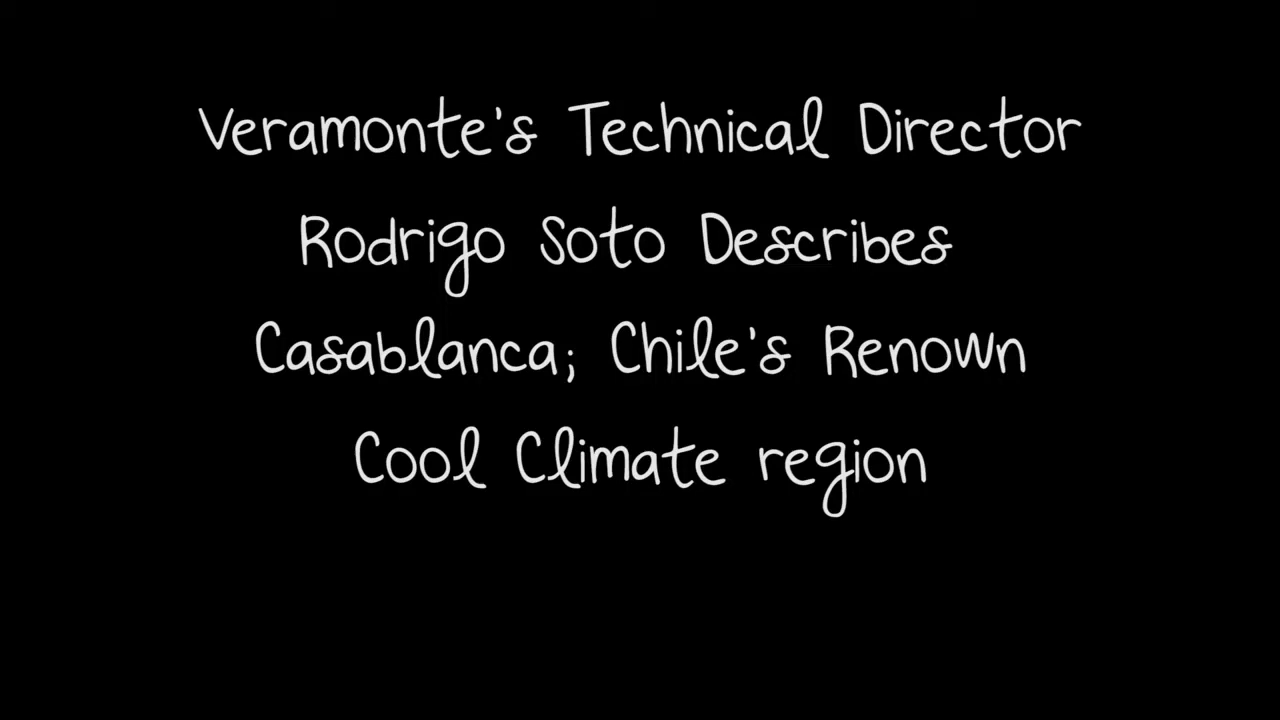 Veramonte's Technical Director
Rodrigo Soto Describes
Casablanca; Chile's Renown
Cool Climate region